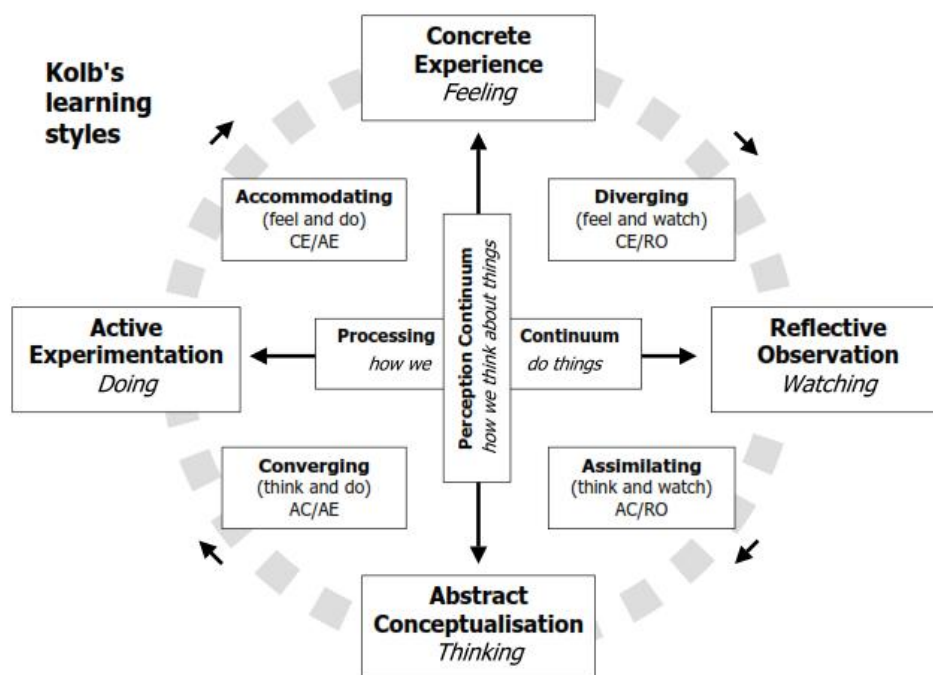 Kolb's
learning
styles
Concrete
Experience
Feeling
Accommodating
(feel and do)
CE/AE
Diverging
(feel and watch)
CE/RO
Active
Experimentation
Doing
Processing
how we
Perception Continuum
how we think about things
Continuum
do things
Reflective
Observation
Watching
Converging
(think and do)
AC/AE
Assimilating
(think and watch)
AC/RO
Abstract
Conceptualisation
Thinking